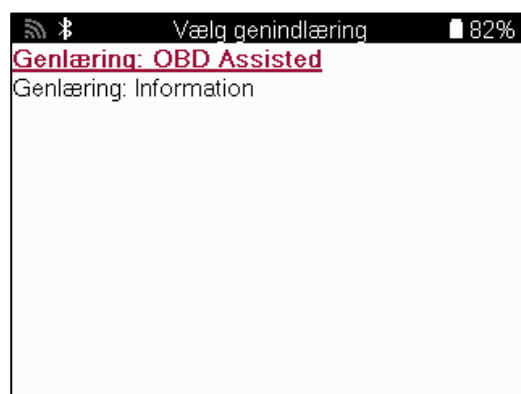 Vælg genindlæring 82%
Genlæring: OBD Assisted
Genlæring: Information